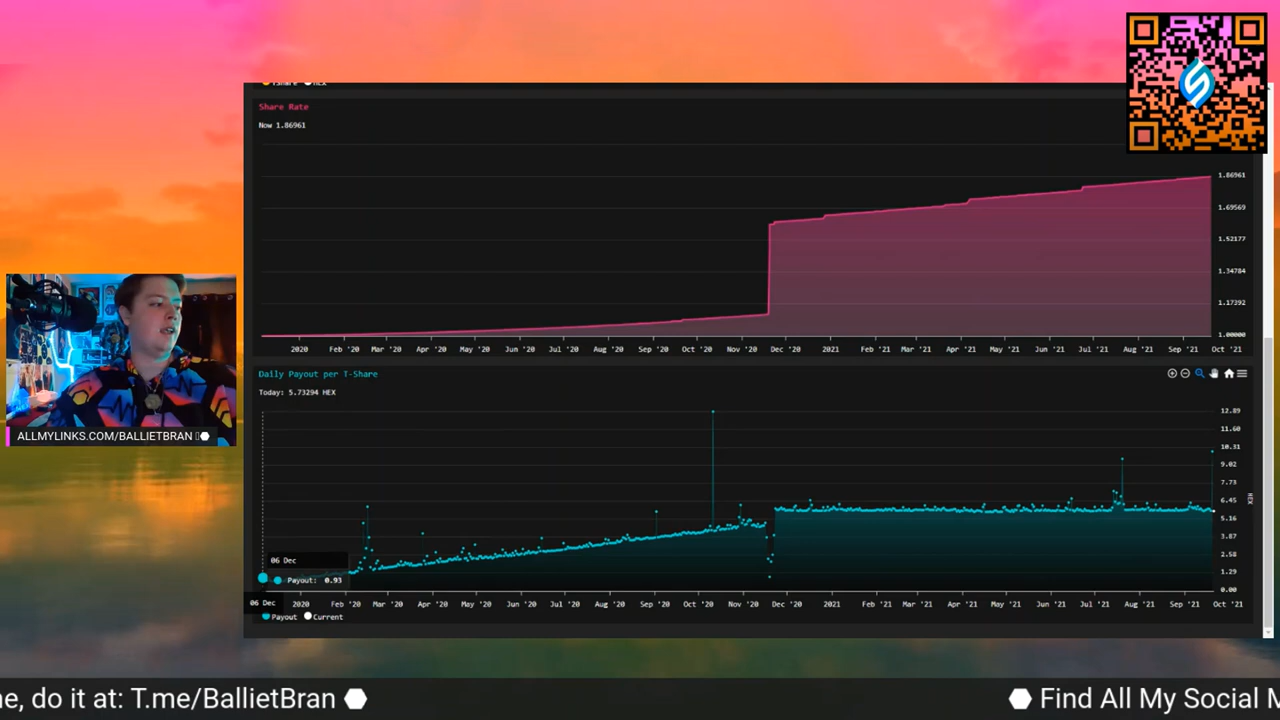 TShare HEX
Share Rate
Now 1.86961
1.86961
1.69569
1.52177
1.34784
1.17392
1.00000
2020 Feb '20 Mar '20 Apr '20 May '20 Jun '20 Jul '20 Aug '20 Sep '20 Oct '20 Nov '20 Dec '20 2021 Feb '21 Mar '21 Apr '21 May '21 Jun '21 Jul '21 Aug '21 Sep '21 Oct '21
Daily Payout per T-Share
Today: 5.73294 HEX
12.89
11.60
10.31
9.02
7.73
6.45
5.16
3.87
2.58
1.29
0.00
HEX
06 Dec
Payout: 0.93
06 Dec
2020 Feb '20 Mar '20 Apr '20 May '20 Jun '20 Jul '20 Aug '20 Sep '20 Oct '20 Nov '20 Dec '20 2021 Feb '21 Mar '21 Apr '21 May '21 Jun '21 Jul '21 Aug '21 Sep '21 Oct '21
Payout Current
ALLMYLINKS.COM/BALLIETBRAN
e, do it at: T.me/BallietBran Find All My Social